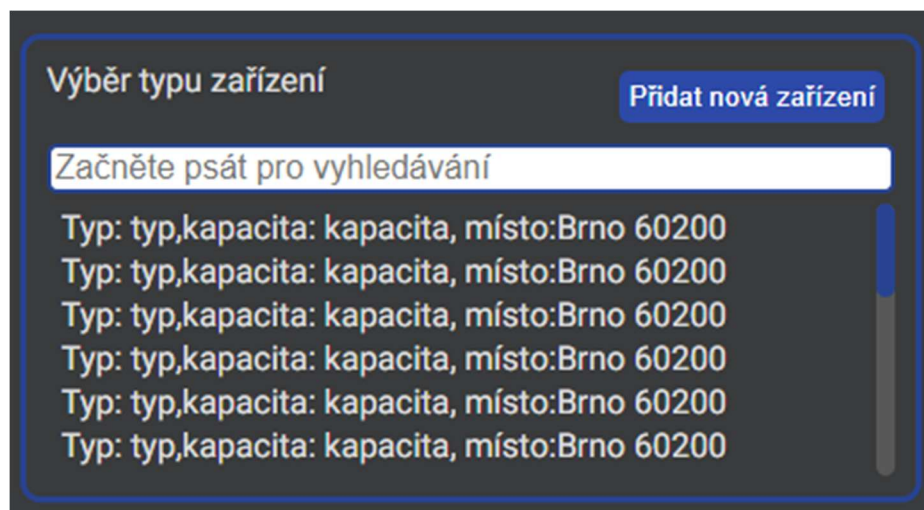 Výběr typu zařízení
Přidat nová zařízení
Začněte psát pro vyhledávání
Typ: typ,kapacita: kapacita, místo:Brno 60200
Typ: typ,kapacita: kapacita, místo:Brno 60200
Typ: typ,kapacita: kapacita, místo:Brno 60200
Typ: typ,kapacita: kapacita, místo:Brno 60200
Typ: typ,kapacita: kapacita, místo:Brno 60200
Typ: typ,kapacita: kapacita, místo:Brno 60200